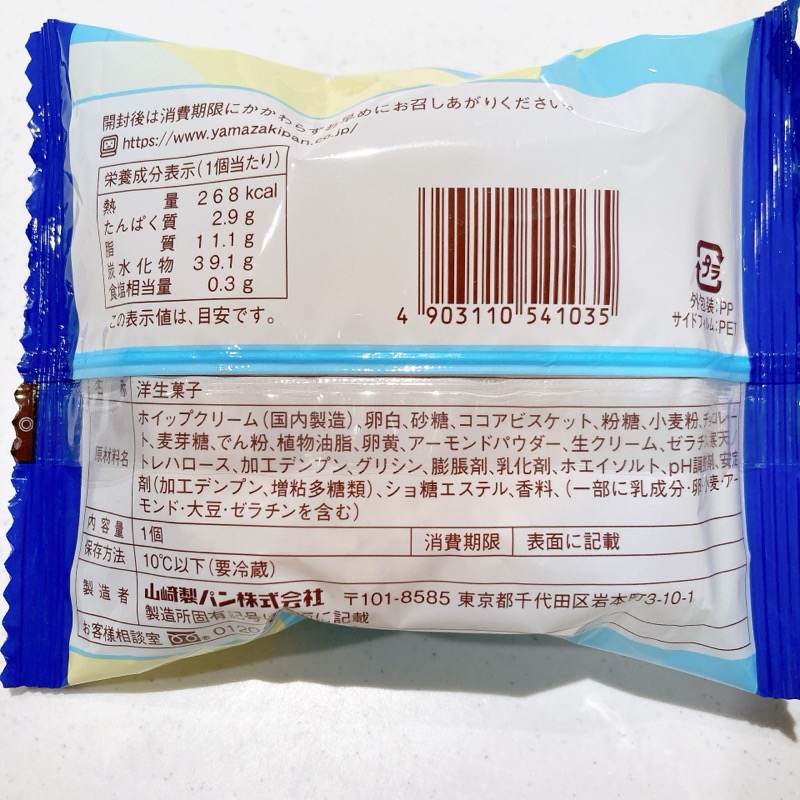 開封後は消費期限にかかわらずお早めにお召しあがりください。
https://www.yamazakipan.co.jp/
栄養成分表示(1個当たり)
熱量 268kcal
たんぱく質 2.9g
脂質 11.1g
炭水化物 39.1g
食塩相当量 0.3g
この表示値は、目安です。
4 903110 541035
プラ
外包装:PP
サイドフィルム:PET
名称 洋生菓子
原材料名
ホイップクリーム(国内製造)、卵白、砂糖、ココアビスケット、粉糖、小麦粉、チョコレー
ト、麦芽糖、でん粉、植物油脂、卵黄、アーモンドパウダー、生クリーム、ゼラチン、寒天/
トレハロース、加工デンプン、グリシン、膨脹剤、乳化剤、ホエイソルト、pH調整剤、安定
剤(加工デンプン、増粘多糖類)、ショ糖エステル、香料、(一部に乳成分・卵・小麦・アー
モンド・大豆・ゼラチンを含む)
内容量 1個 消費期限 表面に記載
保存方法 10℃以下(要冷蔵)
製造者 山崎製パン株式会社 〒101-8585 東京都千代田区岩本町3-10-1
製造所固有記号は表面に記載
お客様相談室 0120